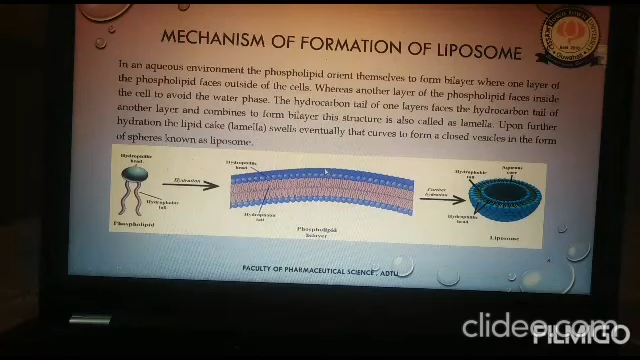 MECHANISM OF FORMATION OF LIPOSOME
In an aqueous environment the phospholipid orient themselves to form bilayer where one layer of
the phospholipid faces outside of the cells. Whereas another layer of the phospholipid faces inside
the cell to avoid the water phase. The hydrocarbon tail of one layers faces the hydrocarbon tail of
another layer and combines to form bilayer this structure is also called as lamella. Upon further
hydration the lipid cake (lamella) swells eventually that curves to form a closed vesicles in the form
of spheres known as liposome.
Hydrophilic
head
Hydrophobic
tail
Phospholipid
Hydration
Hydrophilic
head
Hydrophobic
tail
Phospholipid
bilayer
Further
hydration
Hydrophobic
tail
Aqueous
core
Hydrophilic
head
Liposome
FACULTY OF PHARMACEUTICAL SCIENCE, ADTU
clideo.com
FILMIGO